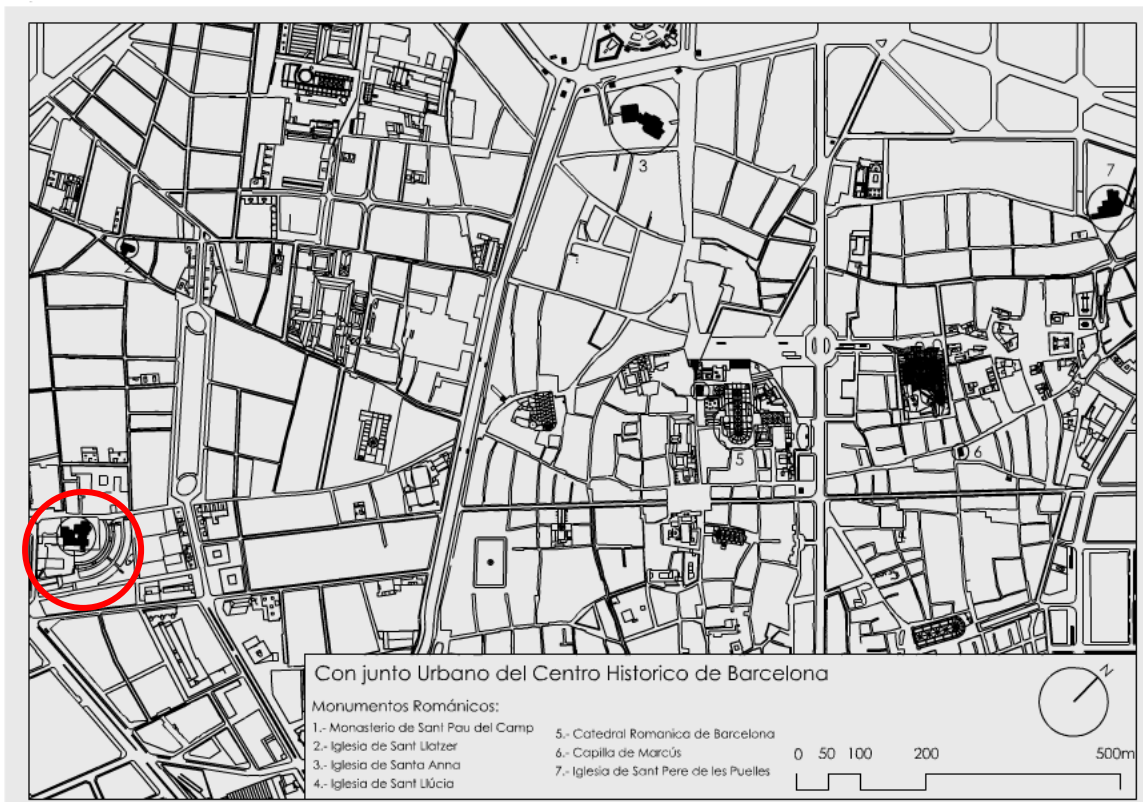 3
7
2
5
6
Con junto Urbano del Centro Historico de Barcelona
Monumentos Románicos:
1.- Monasterio de Sant Pau del Camp
2.- Iglesia de Sant Llatzer
3.- Iglesia de Santa Anna
4.- Iglesia de Sant Llúcia
5.- Catedral Romanica de Barcelona
6.- Capilla de Marcús
7.- Iglesia de Sant Pere de les Puelles
N
0 50 100 200 500m